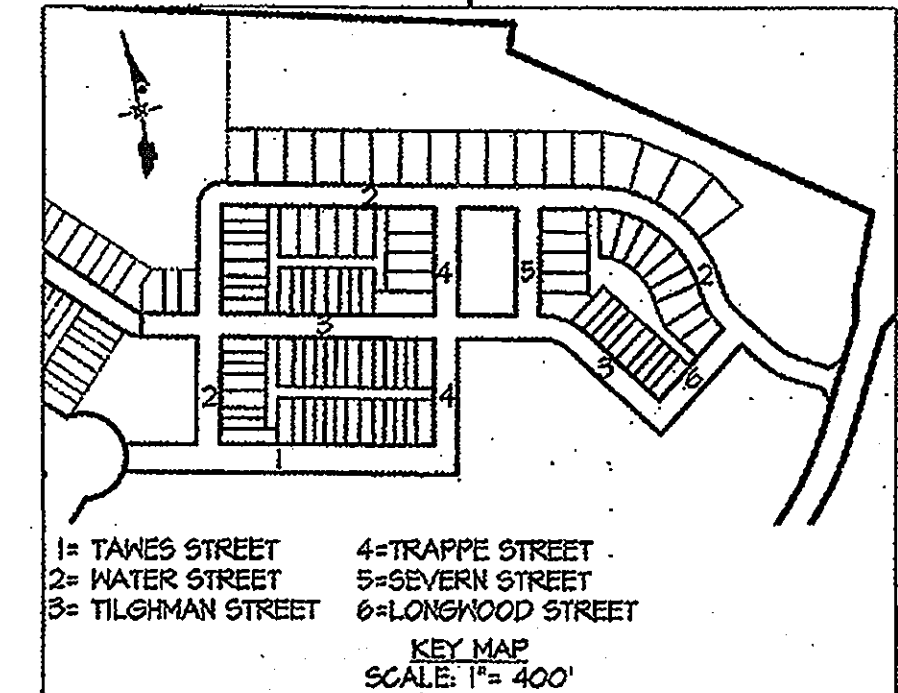 2
4
5
2
3
3
6
2
4
1
1= TAWES STREET 4=TRAPPE STREET
2= WATER STREET 5=SEVERN STREET
3= TILGHMAN STREET 6=LONGWOOD STREET
KEY MAP
SCALE: 1"= 400'